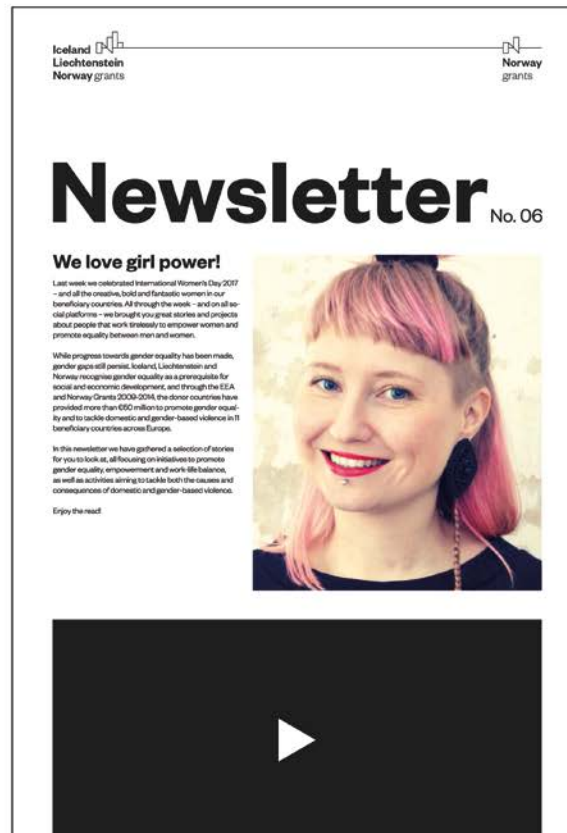 Iceland
Liechtenstein
Norway grants
Norway
grants
Newsletter No. 06
We love girl power!
Last week we celebrated International Women's Day 2017
– and all the creative, bold and fantastic women in our
beneficiary countries. All through the week – and on all so-
cial platforms – we brought you great stories and projects
about people that work tirelessly to empower women and
promote equality between men and women.
While progress towards gender equality has been made,
gender gaps still persist. Iceland, Liechtenstein and
Norway recognise gender equality as a prerequisite for
social and economic development, and through the EEA
and Norway Grants 2009-2014, the donor countries have
provided more than €60 million to promote gender equal-
ity and to tackle domestic and gender-based violence in 11
beneficiary countries across Europe.
In this newsletter we have gathered a selection of stories
for you to look at, all focusing on initiatives to promote
gender equality, empowerment and work-life balance,
as well as activities aiming to tackle both the causes and
consequences of domestic and gender-based violence.
Enjoy the read!